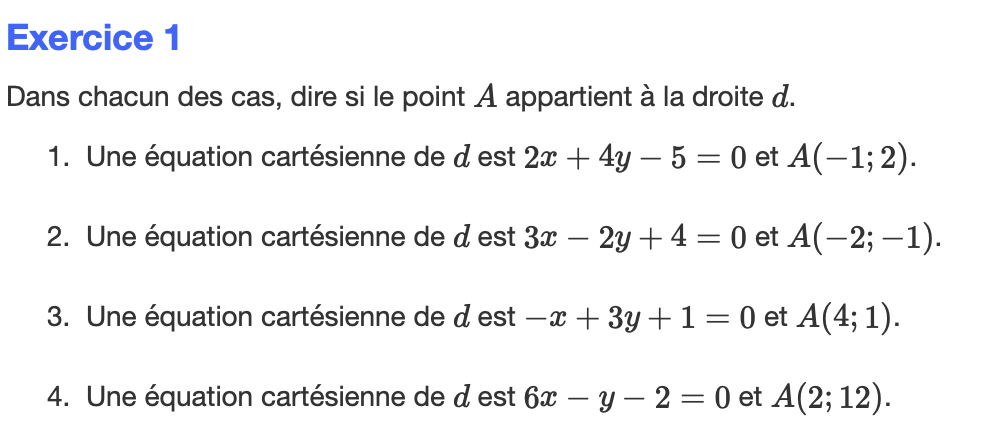 Exercice 1
Dans chacun des cas, dire si le point A appartient à la droite d.
1. Une équation cartésienne de d est 2x + 4y − 5 = 0 et A(−1; 2).
2. Une équation cartésienne de d est 3x − 2y + 4 = 0 et A(−2; −1).
3. Une équation cartésienne de d est −x + 3y + 1 = 0 et A(4; 1).
4. Une équation cartésienne de d est 6x − y − 2 = 0 et A(2; 12).